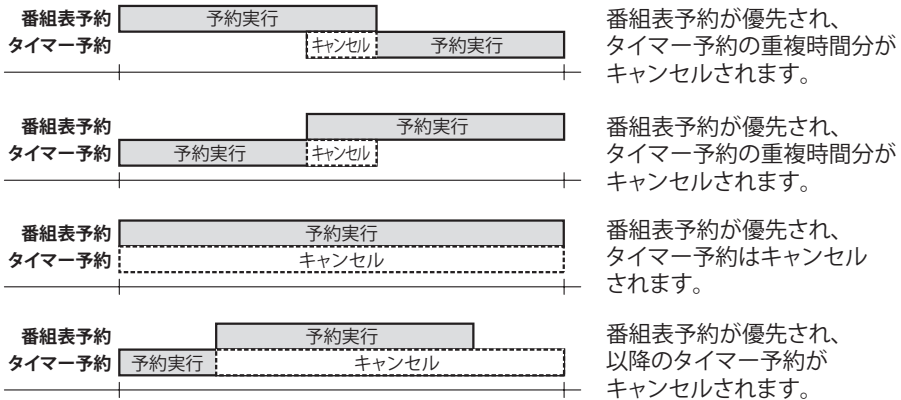 番組表予約 予約実行
タイマー予約 キャンセル 予約実行
番組表予約が優先され、
タイマー予約の重複時間分が
キャンセルされます。
番組表予約 予約実行
タイマー予約 予約実行 キャンセル
番組表予約が優先され、
タイマー予約の重複時間分が
キャンセルされます。
番組表予約 予約実行
タイマー予約 キャンセル
番組表予約が優先され、
タイマー予約はキャンセル
されます。
番組表予約 予約実行
タイマー予約 予約実行 キャンセル
番組表予約が優先され、
以降のタイマー予約が
キャンセルされます。